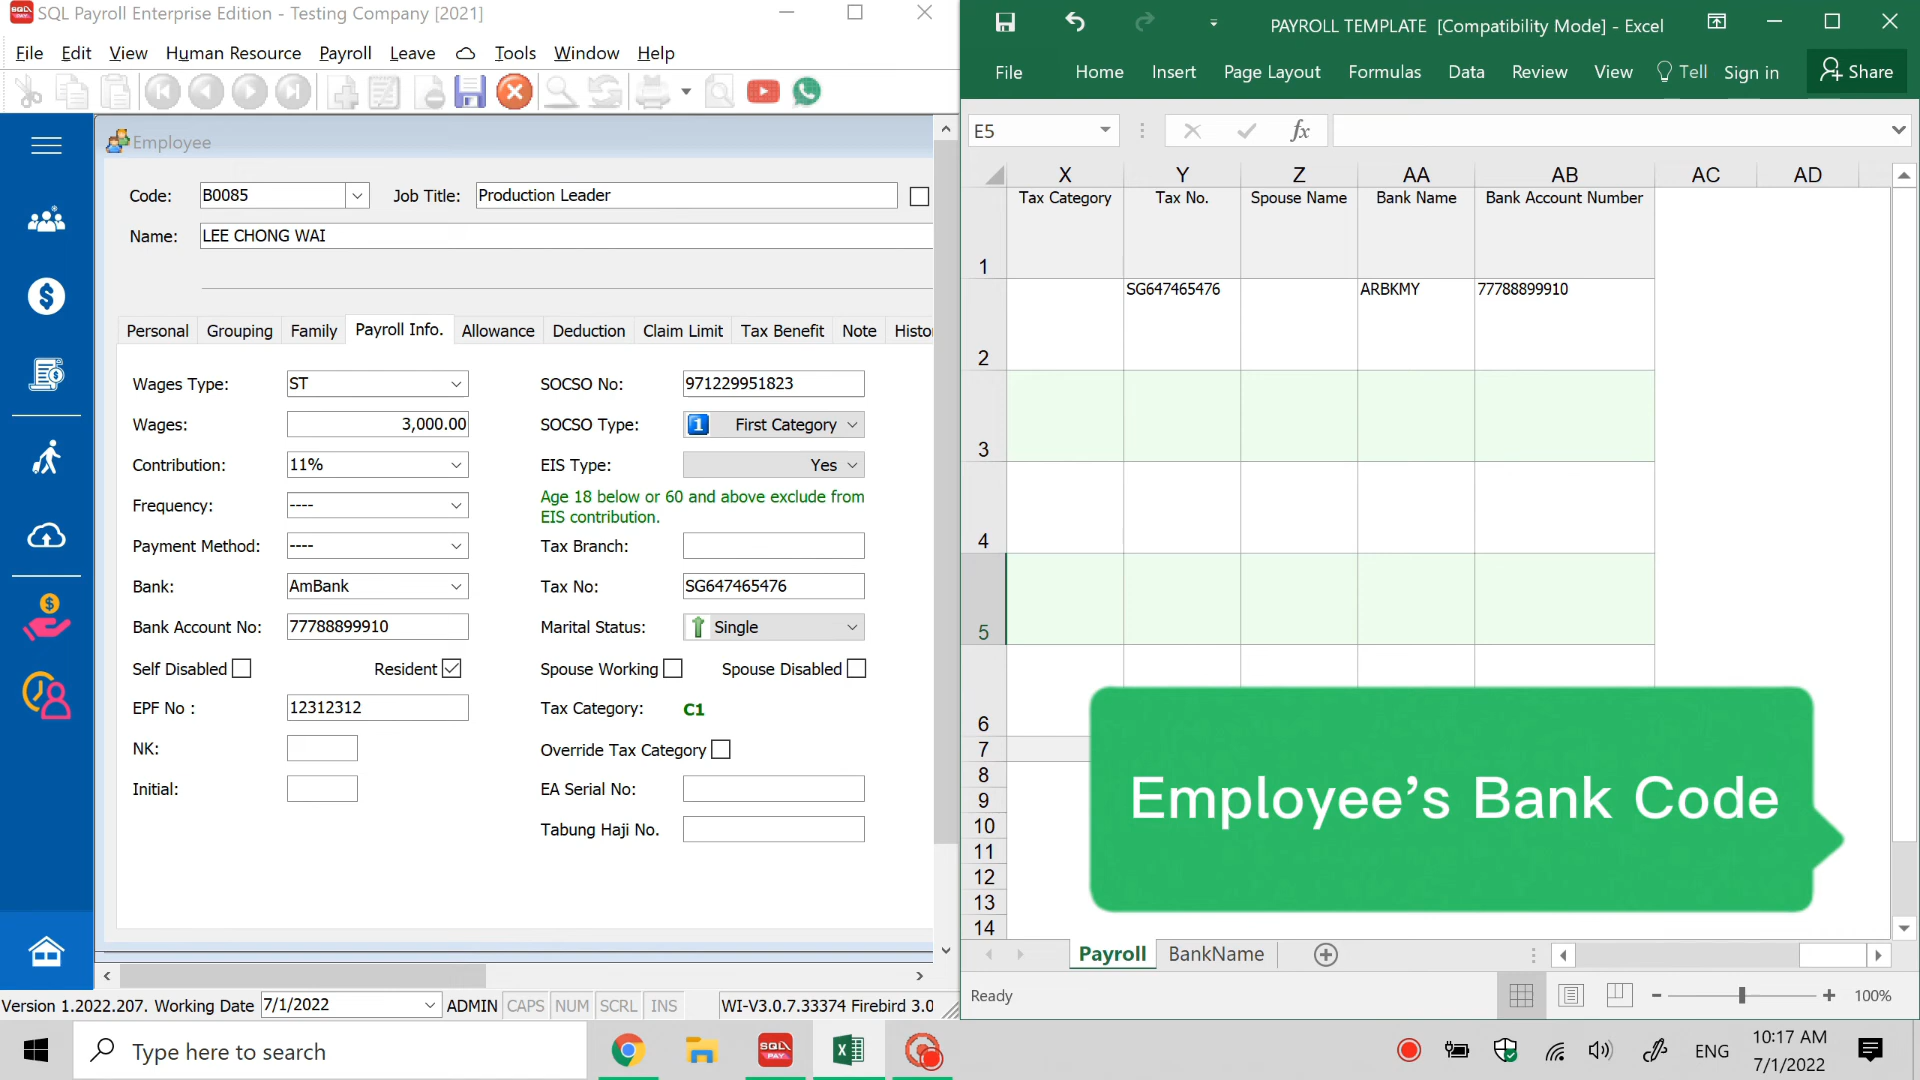 SQL Payroll Enterprise Edition - Testing Company [2021]
File Edit View Human Resource Payroll Leave Tools Window Help
Employee
Code: B0085 Job Title: Production Leader
Name: LEE CHONG WAI
Personal Grouping Family Payroll Info. Allowance Deduction Claim Limit Tax Benefit Note Histo
Wages Type: ST SOCSO No: 971229951823
Wages: 3,000.00 SOCSO Type: 1 First Category
Contribution: 11% EIS Type: Yes
Age 18 below or 60 and above exclude from
EIS contribution.
Frequency: ----
Payment Method: ---- Tax Branch:
Bank: AmBank Tax No: SG647465476
Bank Account No: 77788899910 Marital Status: Single
Self Disabled Resident Spouse Working Spouse Disabled
EPF No : 12312312 Tax Category: C1
NK: Override Tax Category
Initial: EA Serial No:
Tabung Haji No.
Version 1.2022.207. Working Date 7/1/2022 ADMIN CAPS NUM SCRL INS WI-V3.0.7.33374 Firebird 3.0
PAYROLL TEMPLATE [Compatibility Mode] - Excel
File Home Insert Page Layout Formulas Data Review View Tell Sign in Share
E5 fx
X Y Z AA AB AC AD
Tax Category Tax No. Spouse Name Bank Name Bank Account Number
1
SG647465476 ARBKMY 77788899910
2
3
4
5
6
7
8
9
10
11
12
13
14
Employee's Bank Code
Payroll BankName
Ready 100%
Type here to search
SQL
PAY
ENG
10:17 AM
7/1/2022